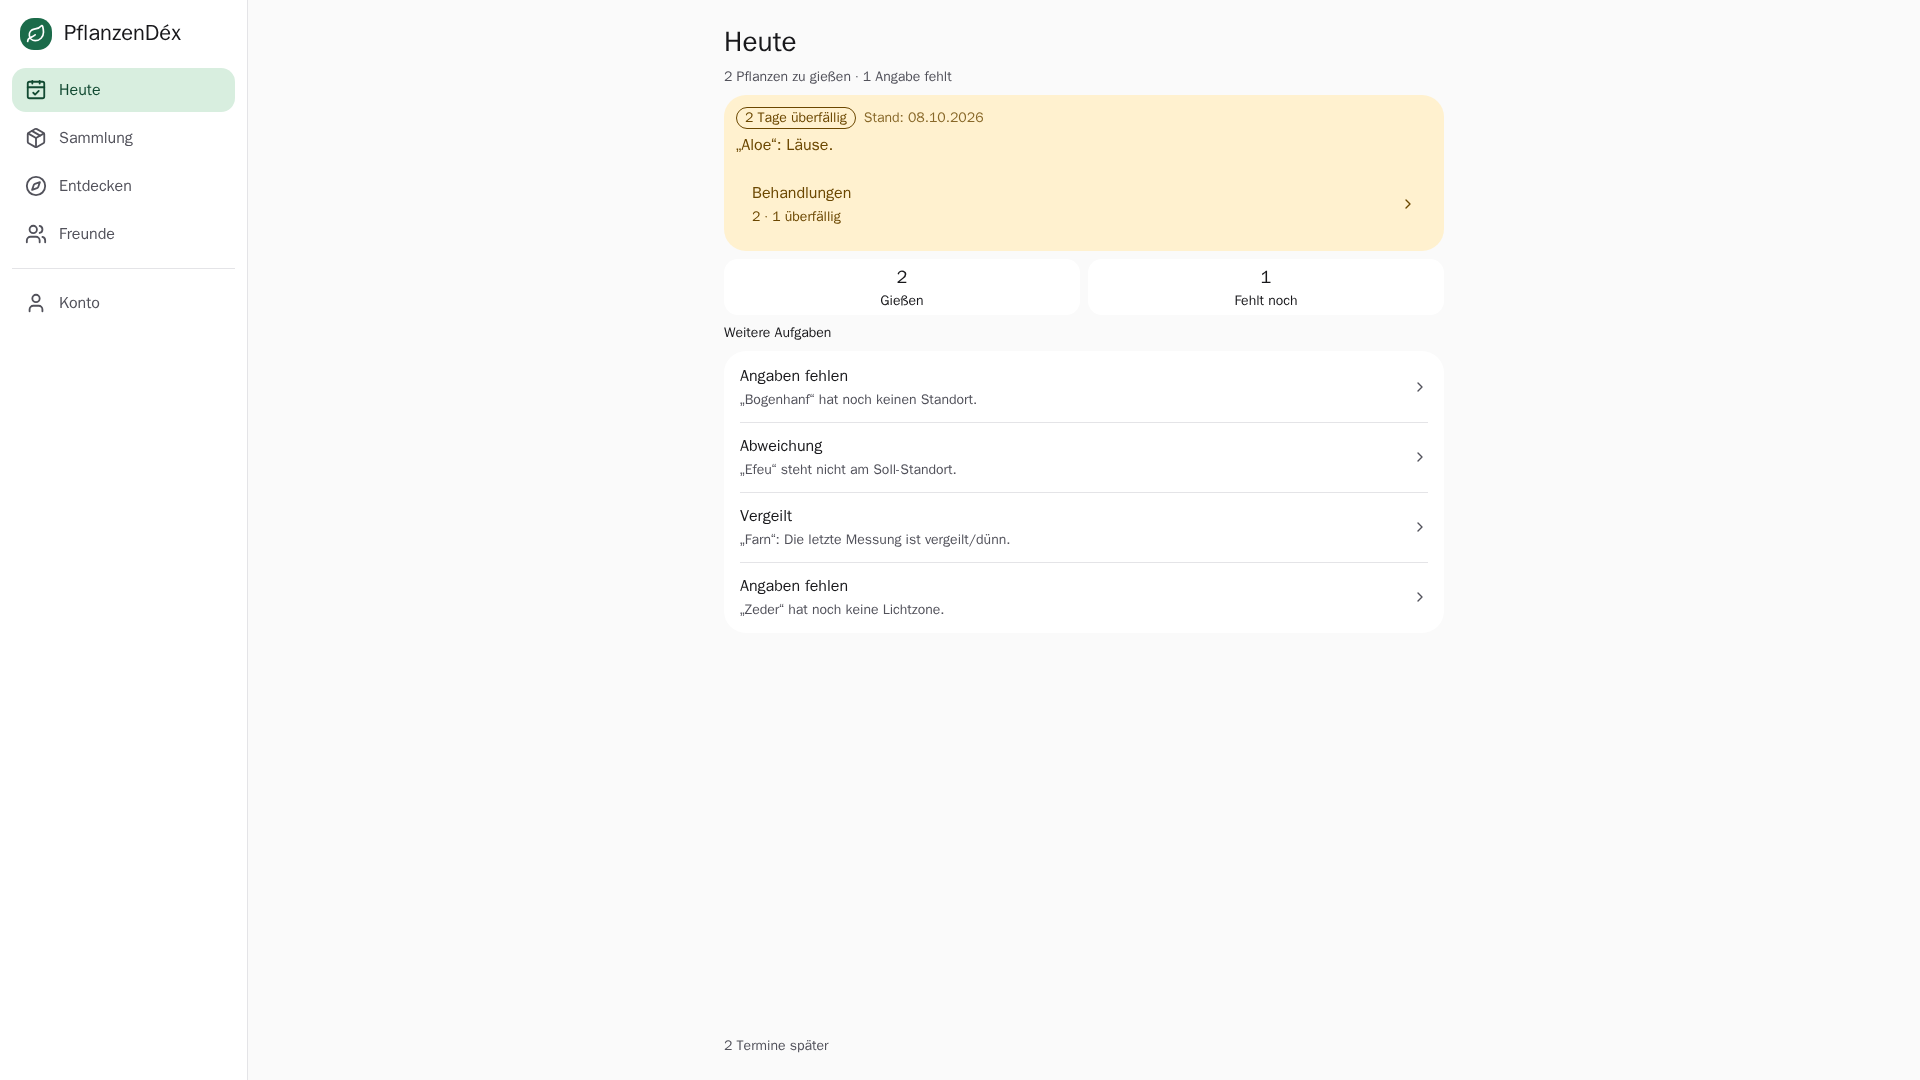 PflanzenDéx
Heute
Sammlung
Entdecken
Freunde
Konto
Heute
2 Pflanzen zu gießen · 1 Angabe fehlt
2 Tage überfällig Stand: 08.10.2026
„Aloe“: Läuse.
Behandlungen
2 · 1 überfällig
2
Gießen
1
Fehlt noch
Weitere Aufgaben
Angaben fehlen
„Bogenhanf“ hat noch keinen Standort.
Abweichung
„Efeu“ steht nicht am Soll-Standort.
Vergeilt
„Farn“: Die letzte Messung ist vergeilt/dünn.
Angaben fehlen
„Zeder“ hat noch keine Lichtzone.
2 Termine später